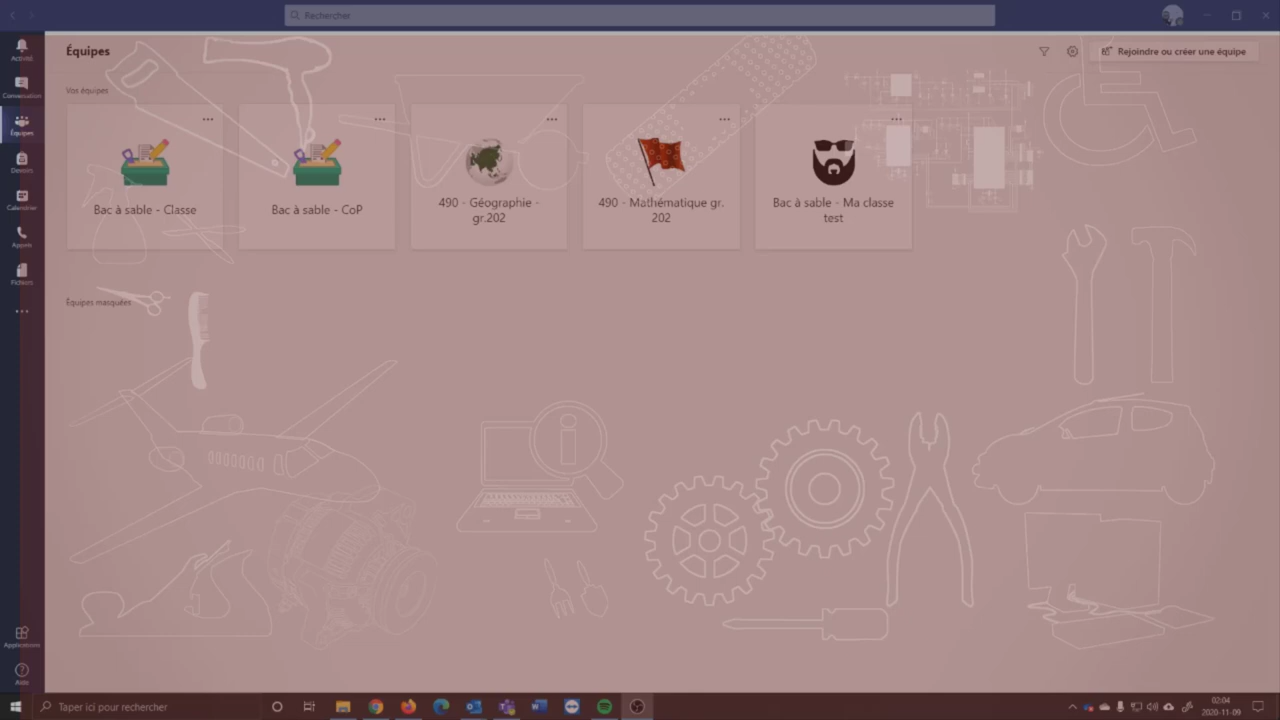 Rechercher
Équipes
Rejoindre ou créer une équipe
Activité
Conversation
Équipes
Devoirs
Calendrier
Appels
Fichiers
Vos équipes
Bac à sable - Classe
Bac à sable - CoP
490 - Géographie -
gr.202
490 - Mathématique gr.
202
Bac à sable - Ma classe
test
Équipes masquées
Applications
Aide
Taper ici pour rechercher
02:04
2020-11-09